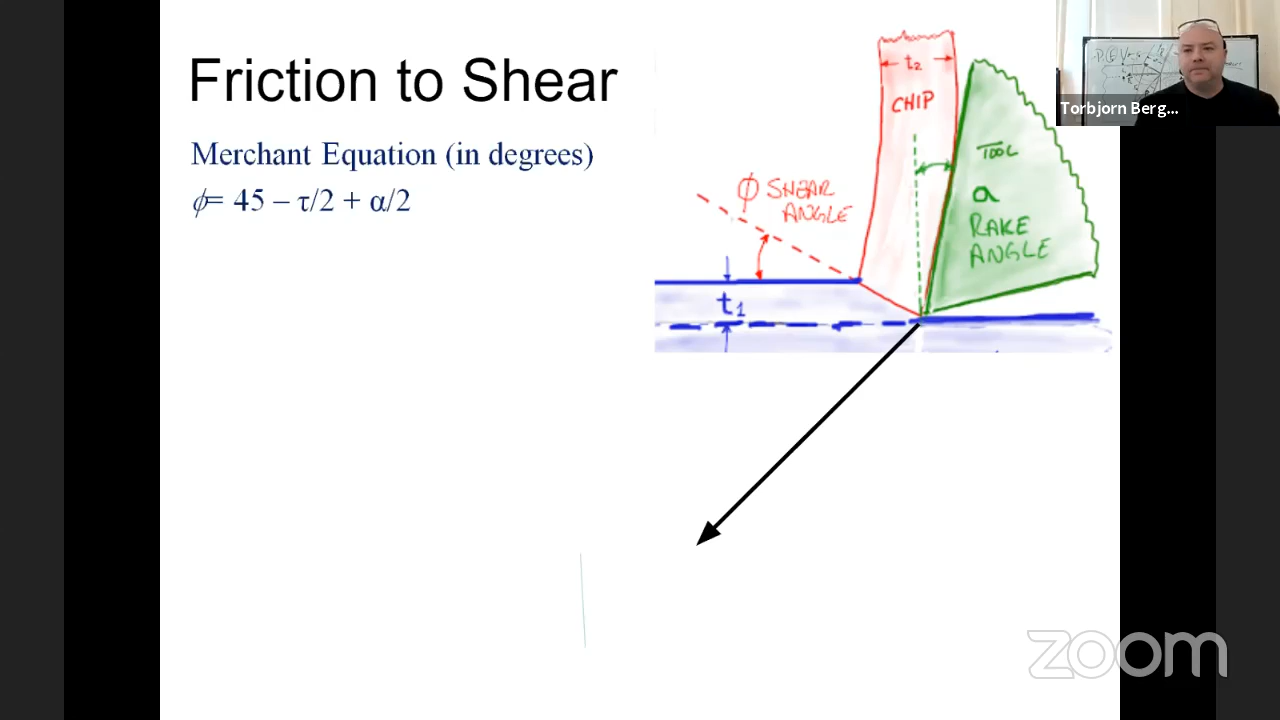 Friction to Shear
Merchant Equation (in degrees)
ϕ= 45 – τ/2 + α/2
t₂
CHIP
TOOL
a
RAKE
ANGLE
ϕ SHEAR
ANGLE
t₁
Torbjorn Berg...
zoom